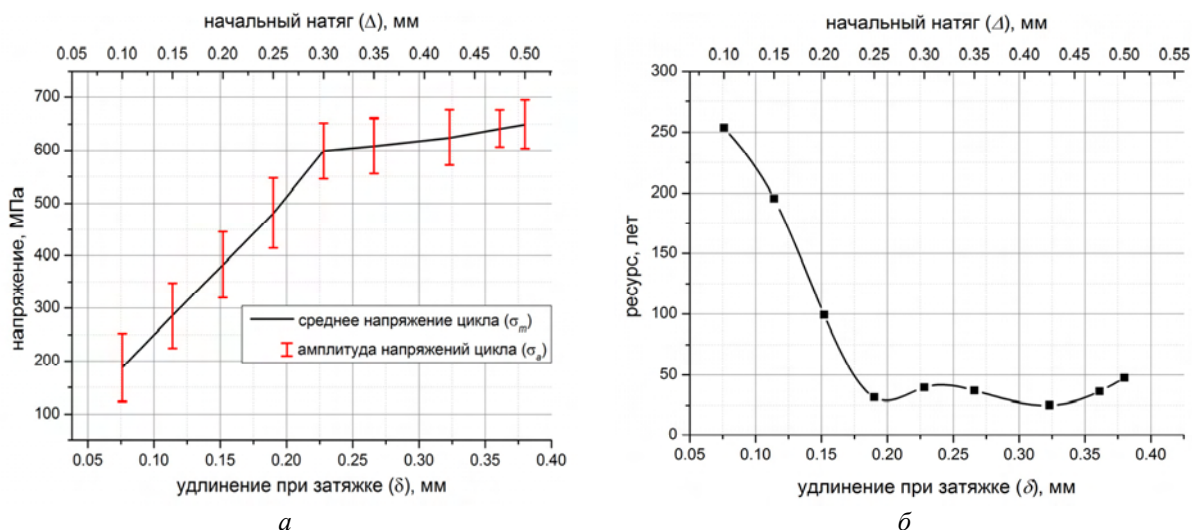 начальный натяг (Δ), мм
0.05 0.10 0.15 0.20 0.25 0.30 0.35 0.40 0.45 0.50
напряжение, МПа
700
600
500
400
300
200
100
среднее напряжение цикла (σm)
амплитуда напряжений цикла (σa)
0.05 0.10 0.15 0.20 0.25 0.30 0.35 0.40
удлинение при затяжке (δ), мм
а
начальный натяг (Δ), мм
0.10 0.15 0.20 0.25 0.30 0.35 0.40 0.45 0.50 0.55
ресурс, лет
300
250
200
150
100
50
0
0.05 0.10 0.15 0.20 0.25 0.30 0.35 0.40
удлинение при затяжке (δ), мм
б